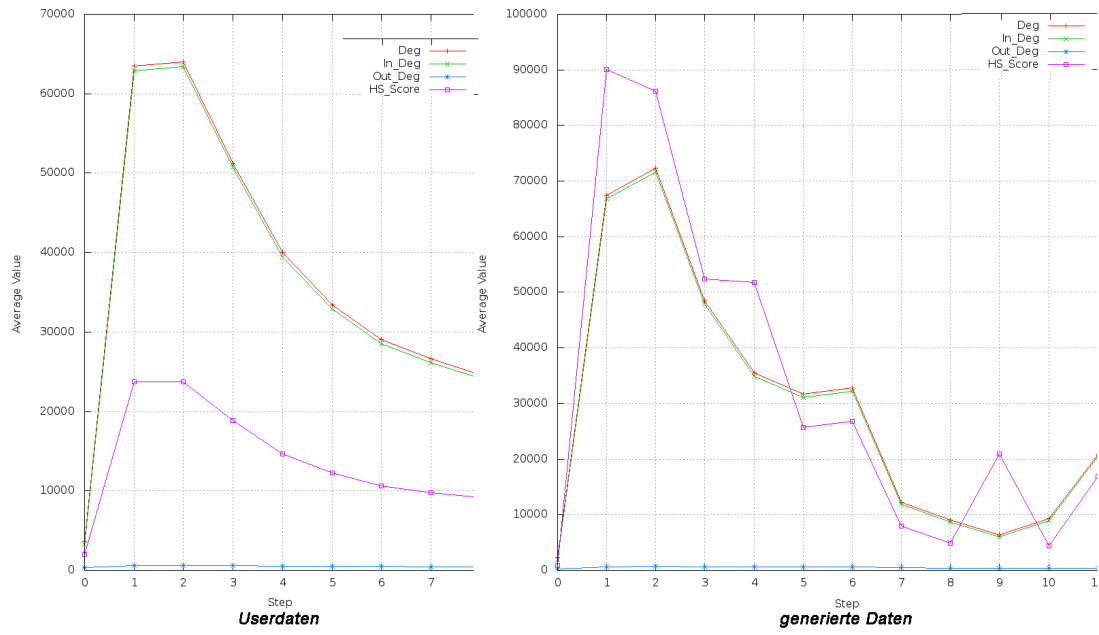 70000
60000
50000
40000
30000
20000
10000
0
Average Value
0 1 2 3 4 5 6 7
Step
Deg
In_Deg
Out_Deg
HS_Score
Userdaten
100000
90000
80000
70000
60000
50000
40000
30000
20000
10000
0
Average Value
0 1 2 3 4 5 6 7 8 9 10
Step
Deg
In_Deg
Out_Deg
HS_Score
generierte Daten